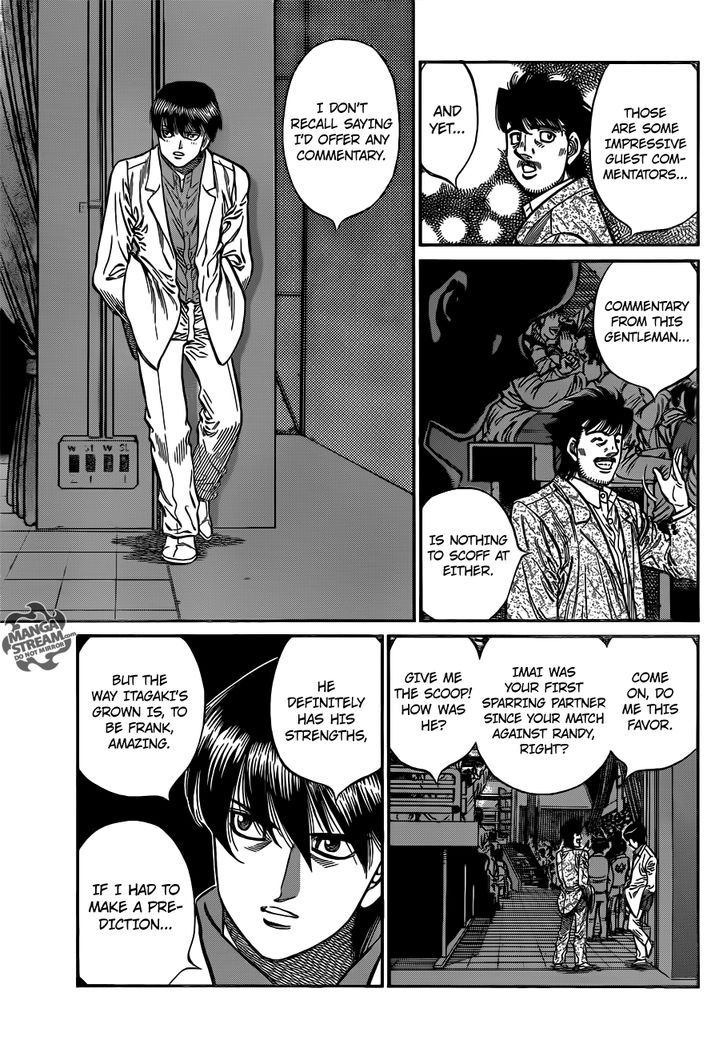 THOSE
ARE SOME
IMPRESSIVE
GUEST COM-
MENTATORS...
AND
YET...
COMMENTARY
FROM THIS
GENTLEMAN...
IS NOTHING
TO SCOFF AT
EITHER.
I DON'T
RECALL SAYING
I'D OFFER ANY
COMMENTARY.
COME
ON, DO
ME THIS
FAVOR.
IMAI WAS
YOUR FIRST
SPARRING PARTNER
SINCE YOUR MATCH
AGAINST RANDY,
RIGHT?
GIVE ME
THE SCOOP!
HOW WAS
HE?
HE
DEFINITELY
HAS HIS
STRENGTHS,
BUT THE
WAY ITAGAKI'S
GROWN IS, TO
BE FRANK,
AMAZING.
IF I HAD TO
MAKE A PRE-
DICTION...
MANGA
STREAM.com
DO NOT MIRROR!